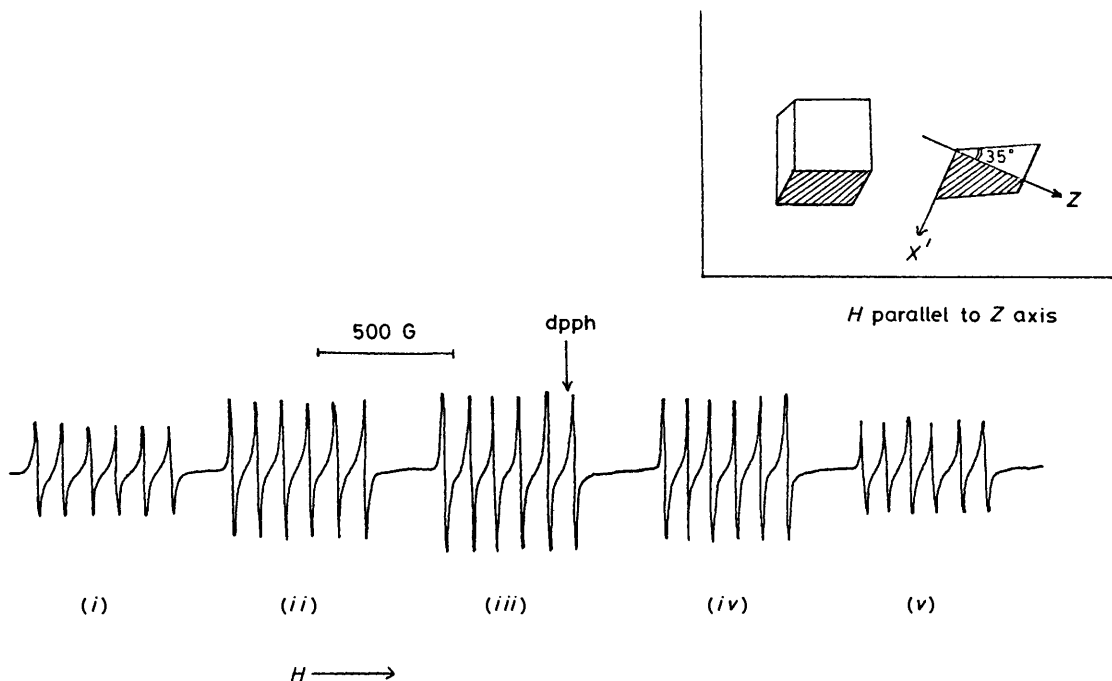 35°
Z
X'
H parallel to Z axis
500 G
dpph
(i)
(ii)
(iii)
(iv)
(v)
H